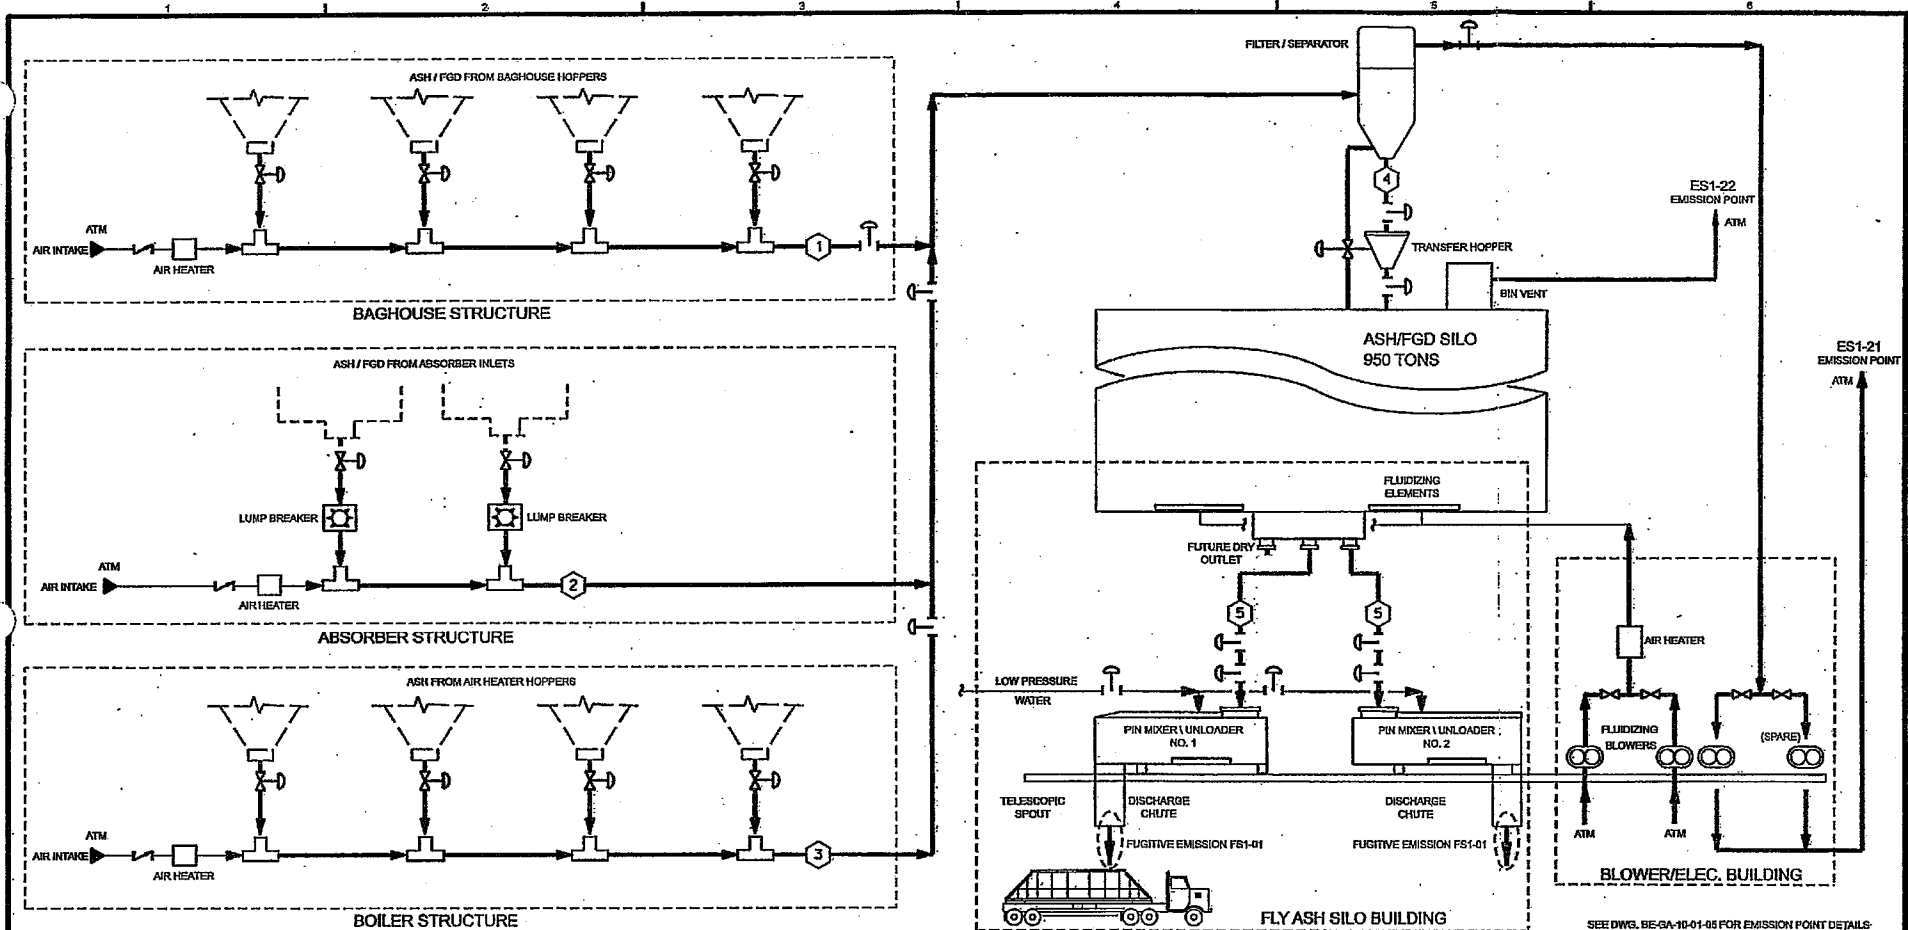 1
2
3
4
5
6
ASH / FGD FROM BAGHOUSE HOPPERS
ATM
AIR INTAKE
AIR HEATER
1
BAGHOUSE STRUCTURE
ASH / FGD FROM ABSORBER INLETS
LUMP BREAKER
LUMP BREAKER
ATM
AIR INTAKE
AIR HEATER
2
ABSORBER STRUCTURE
ASH FROM AIR HEATER HOPPERS
ATM
AIR INTAKE
AIR HEATER
3
BOILER STRUCTURE
FILTER / SEPARATOR
4
TRANSFER HOPPER
BIN VENT
ES1-22
EMISSION POINT
ATM
ASH/FGD SILO
950 TONS
ES1-21
EMISSION POINT
ATM
FLUIDIZING
ELEMENTS
FUTURE DRY
OUTLET
5
5
LOW PRESSURE
WATER
PIN MIXER \ UNLOADER
NO. 1
PIN MIXER \ UNLOADER
NO. 2
TELESCOPIC
SPOUT
DISCHARGE
CHUTE
DISCHARGE
CHUTE
FUGITIVE EMISSION FS1-01
FUGITIVE EMISSION FS1-01
FLY ASH SILO BUILDING
AIR HEATER
FLUIDIZING
BLOWERS
(SPARE)
ATM
ATM
BLOWER/ELEC. BUILDING
SEE DWG. BE-GA-10-01-05 FOR EMISSION POINT DETAILS